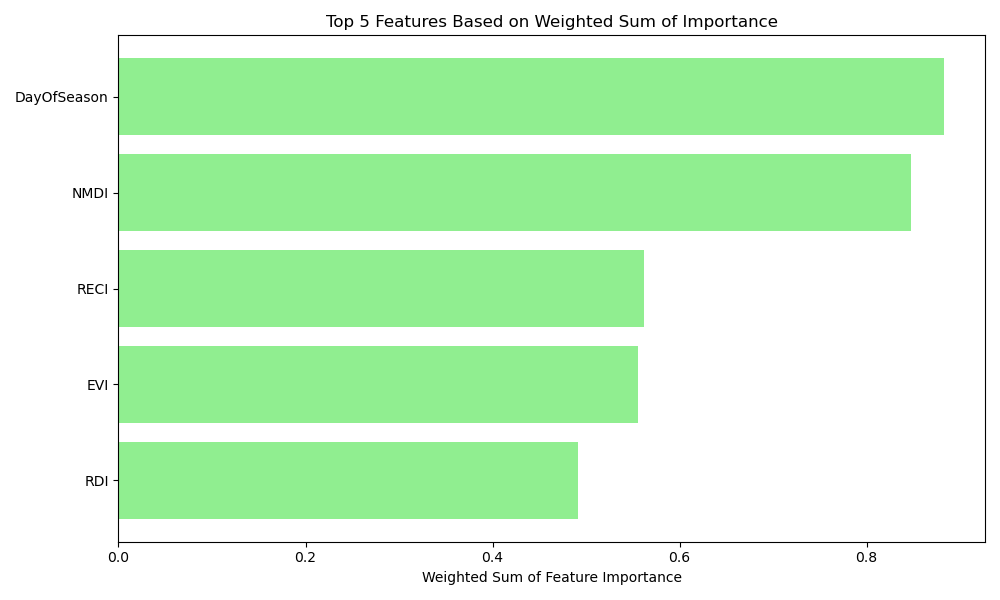 Top 5 Features Based on Weighted Sum of Importance
DayOfSeason
NMDI
RECI
EVI
RDI
0.0 0.2 0.4 0.6 0.8
Weighted Sum of Feature Importance